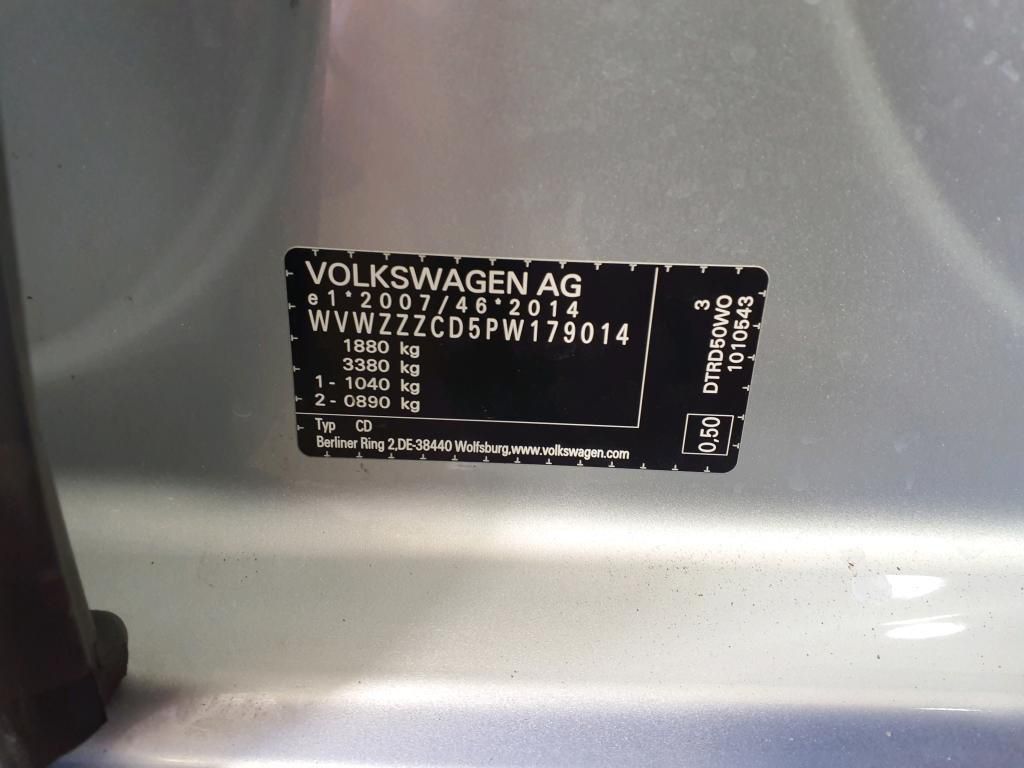 VOLKSWAGEN AG
e1*2007/46*2014
WVWZZZCD5PW179014
1880 kg
3380 kg
1 - 1040 kg
2 - 0890 kg
Typ CD
Berliner Ring 2,DE-38440 Wolfsburg,www.volkswagen.com
3
DTRD50WO
1010543
0,50